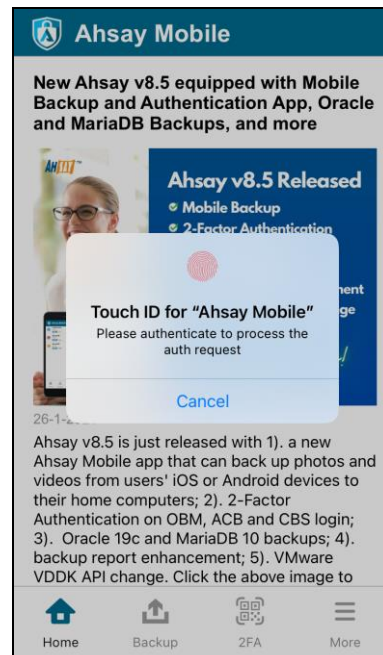 Ahsay Mobile
New Ahsay v8.5 equipped with Mobile
Backup and Authentication App, Oracle
and MariaDB Backups, and more
Ahsay v8.5 Released
Mobile Backup
2-Factor Authentication
Touch ID for “Ahsay Mobile”
Please authenticate to process the
auth request
Cancel
26-1-
Ahsay v8.5 is just released with 1). a new
Ahsay Mobile app that can back up photos and
videos from users' iOS or Android devices to
their home computers; 2). 2-Factor
Authentication on OBM, ACB and CBS login;
3). Oracle 19c and MariaDB 10 backups; 4).
backup report enhancement; 5). VMware
VDDK API change. Click the above image to
Home
Backup
2FA
More